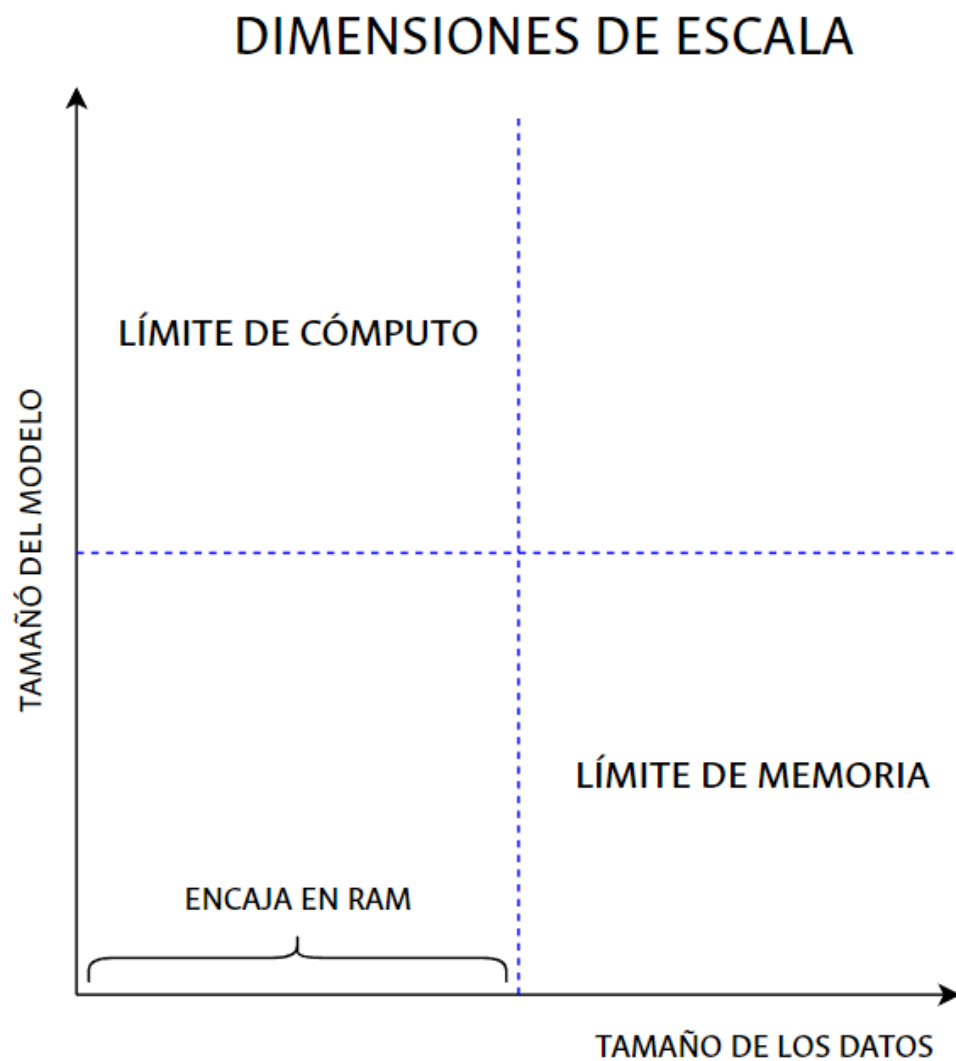 DIMENSIONES DE ESCALA
LÍMITE DE CÓMPUTO
TAMAÑÓ DEL MODELO
LÍMITE DE MEMORIA
ENCAJA EN RAM
TAMAÑO DE LOS DATOS